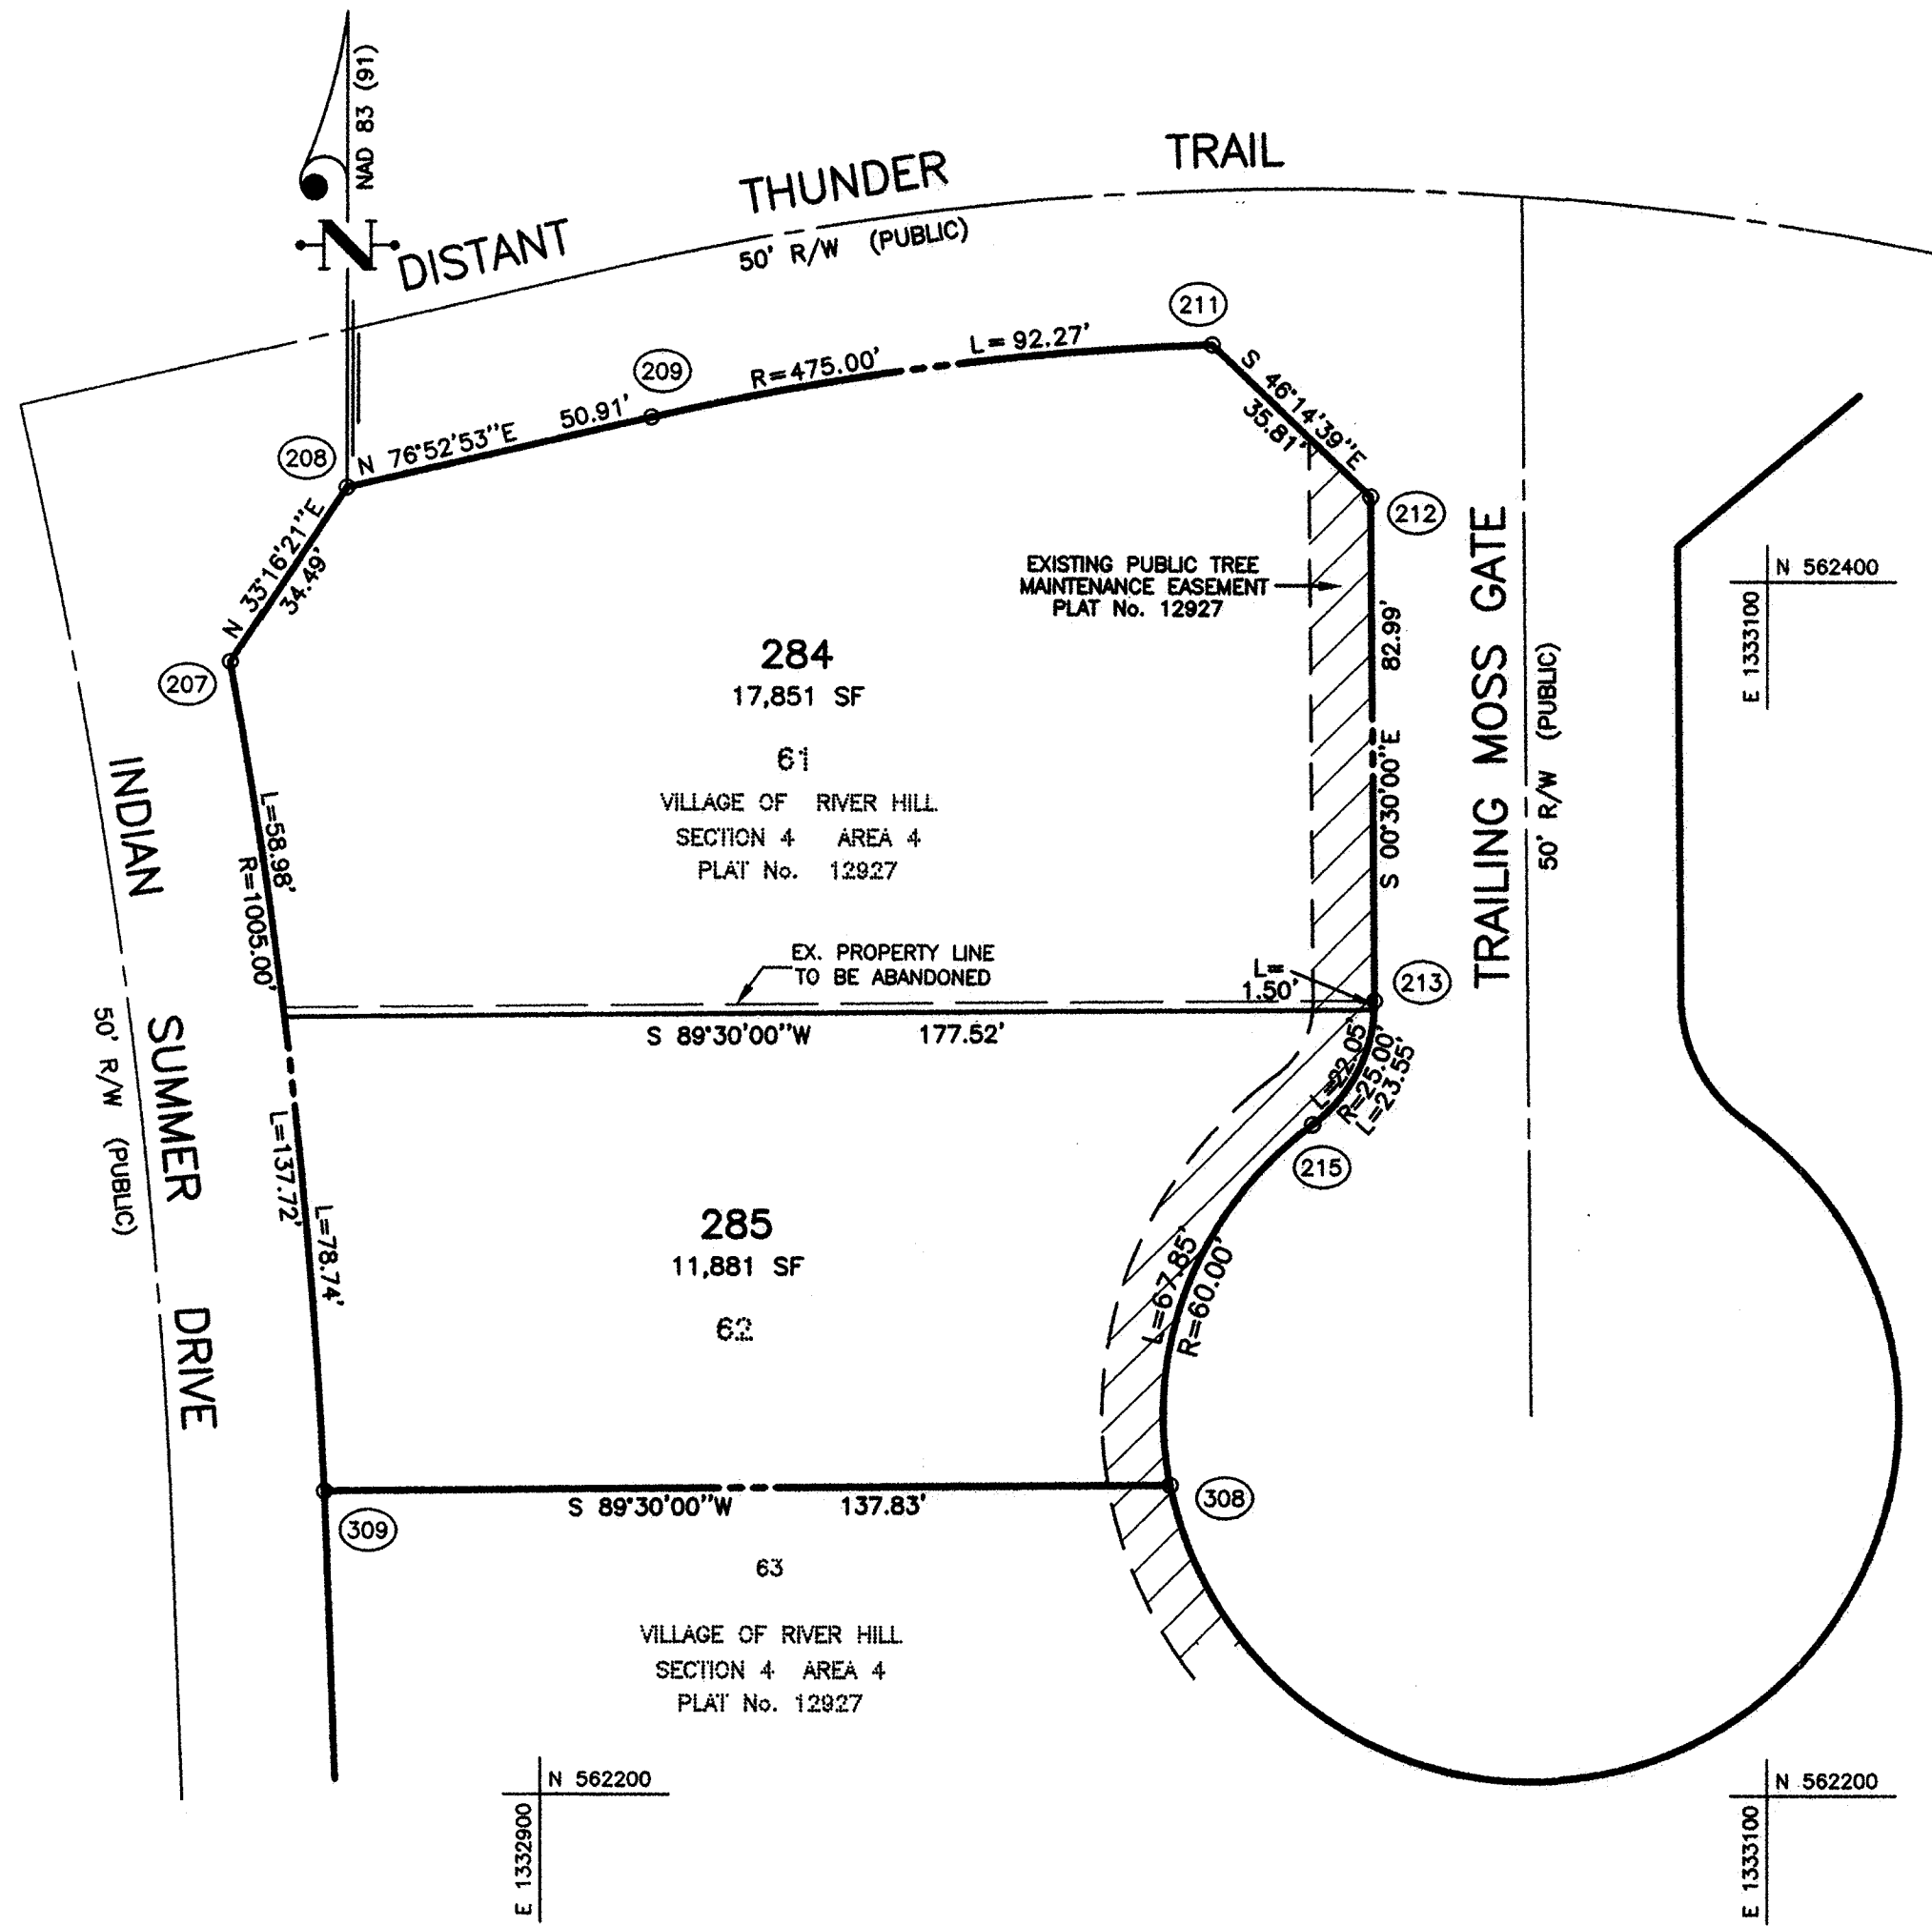 NAD 83 (91)
N
DISTANT THUNDER TRAIL
50' R/W (PUBLIC)
211
L= 92.27'
R=475.00'
209
50.91'
N 76°52'53"E
208
S 46°14'39"E
35.81'
212
N 33°16'21"E
34.49'
207
EXISTING PUBLIC TREE
MAINTENANCE EASEMENT
PLAT No. 12927
82.99'
S 00°30'00"E
TRAILING MOSS GATE
50' R/W (PUBLIC)
N 562400
E 1333100
284
17,851 SF
61
VILLAGE OF RIVER HILL
SECTION 4 AREA 4
PLAT No. 12927
L=58.98'
R=1005.00'
INDIAN SUMMER DRIVE
50' R/W (PUBLIC)
EX. PROPERTY LINE
TO BE ABANDONED
L=
1.50'
213
S 89°30'00"W 177.52'
L=22.05'
R=25.00'
L=23.55'
215
L=137.72'
L=78.74'
285
11,881 SF
62
L=67.85'
R=60.00'
S 89°30'00"W 137.83'
308
309
63
VILLAGE OF RIVER HILL
SECTION 4 AREA 4
PLAT No. 12927
N 562200
E 1332900
N 562200
E 1333100